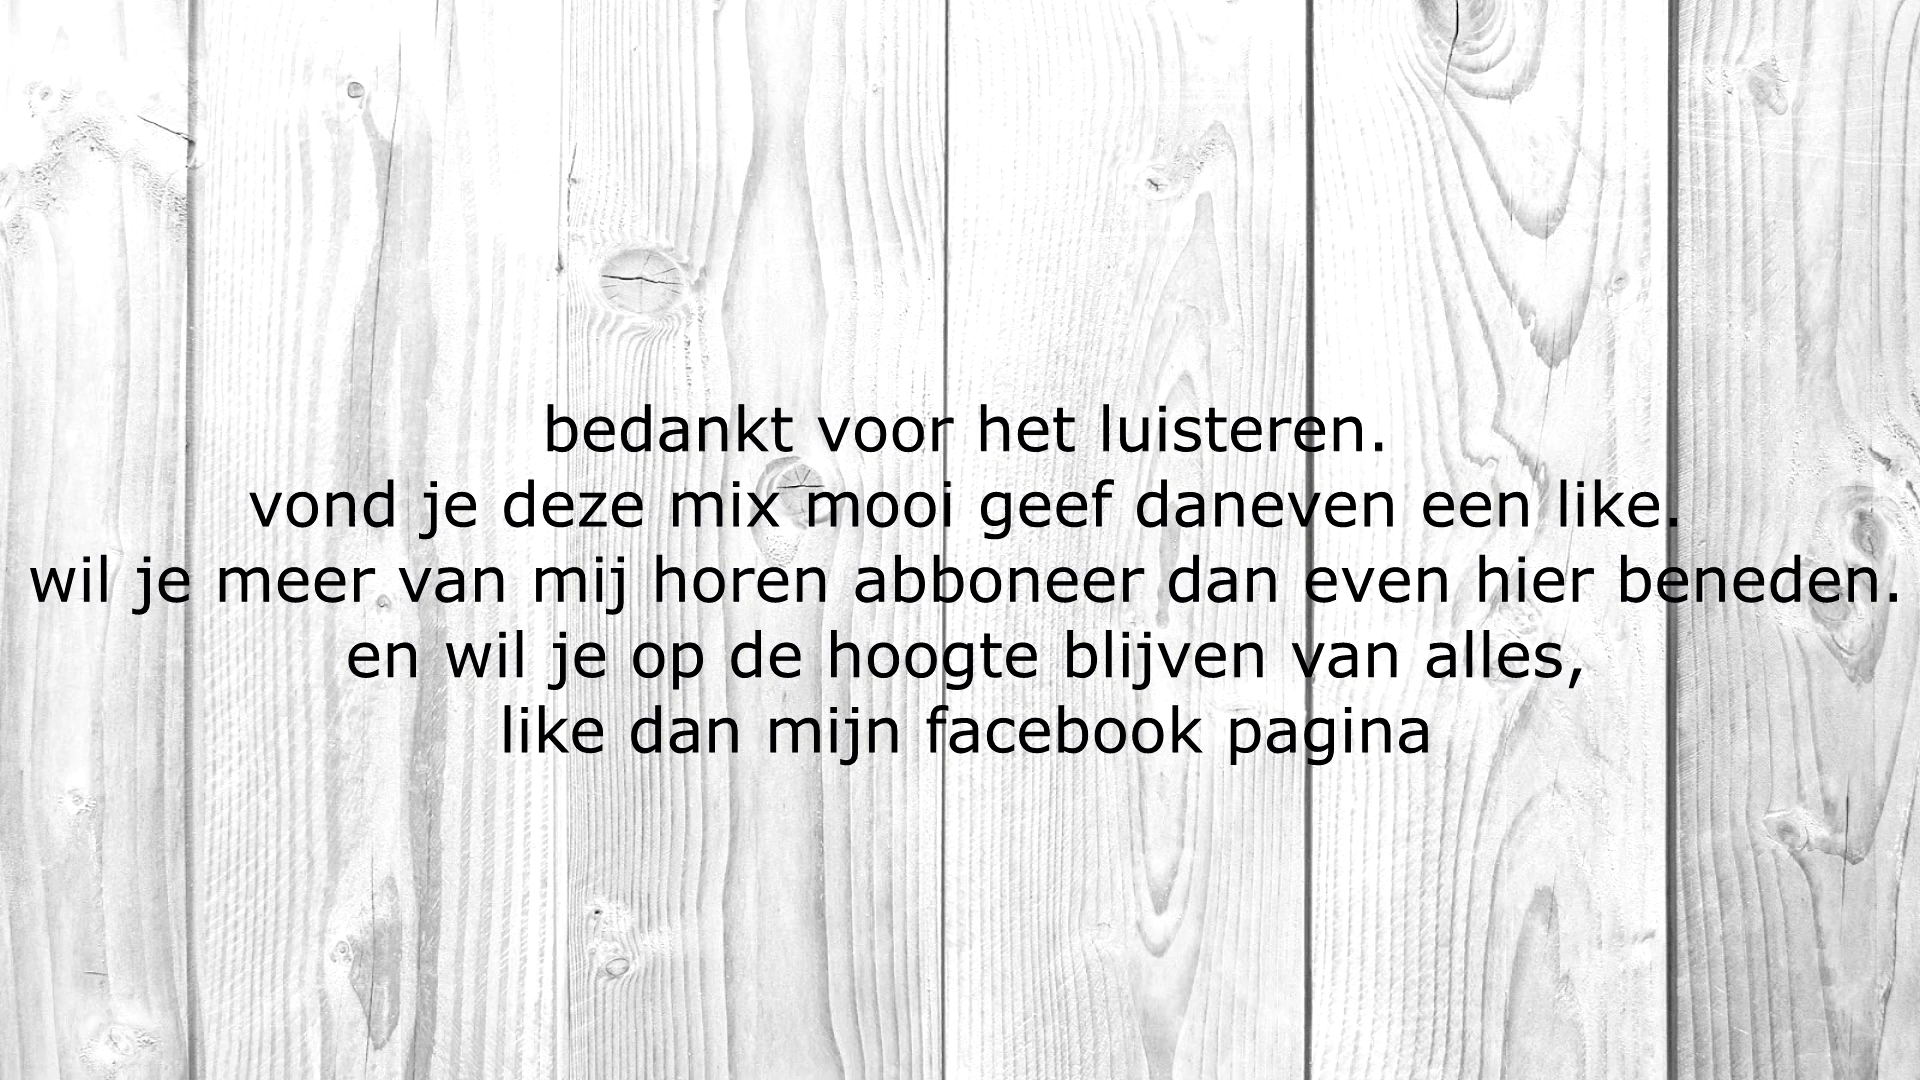 bedankt voor het luisteren.
vond je deze mix mooi geef daneven een like.
wil je meer van mij horen abboneer dan even hier beneden.
en wil je op de hoogte blijven van alles,
like dan mijn facebook pagina